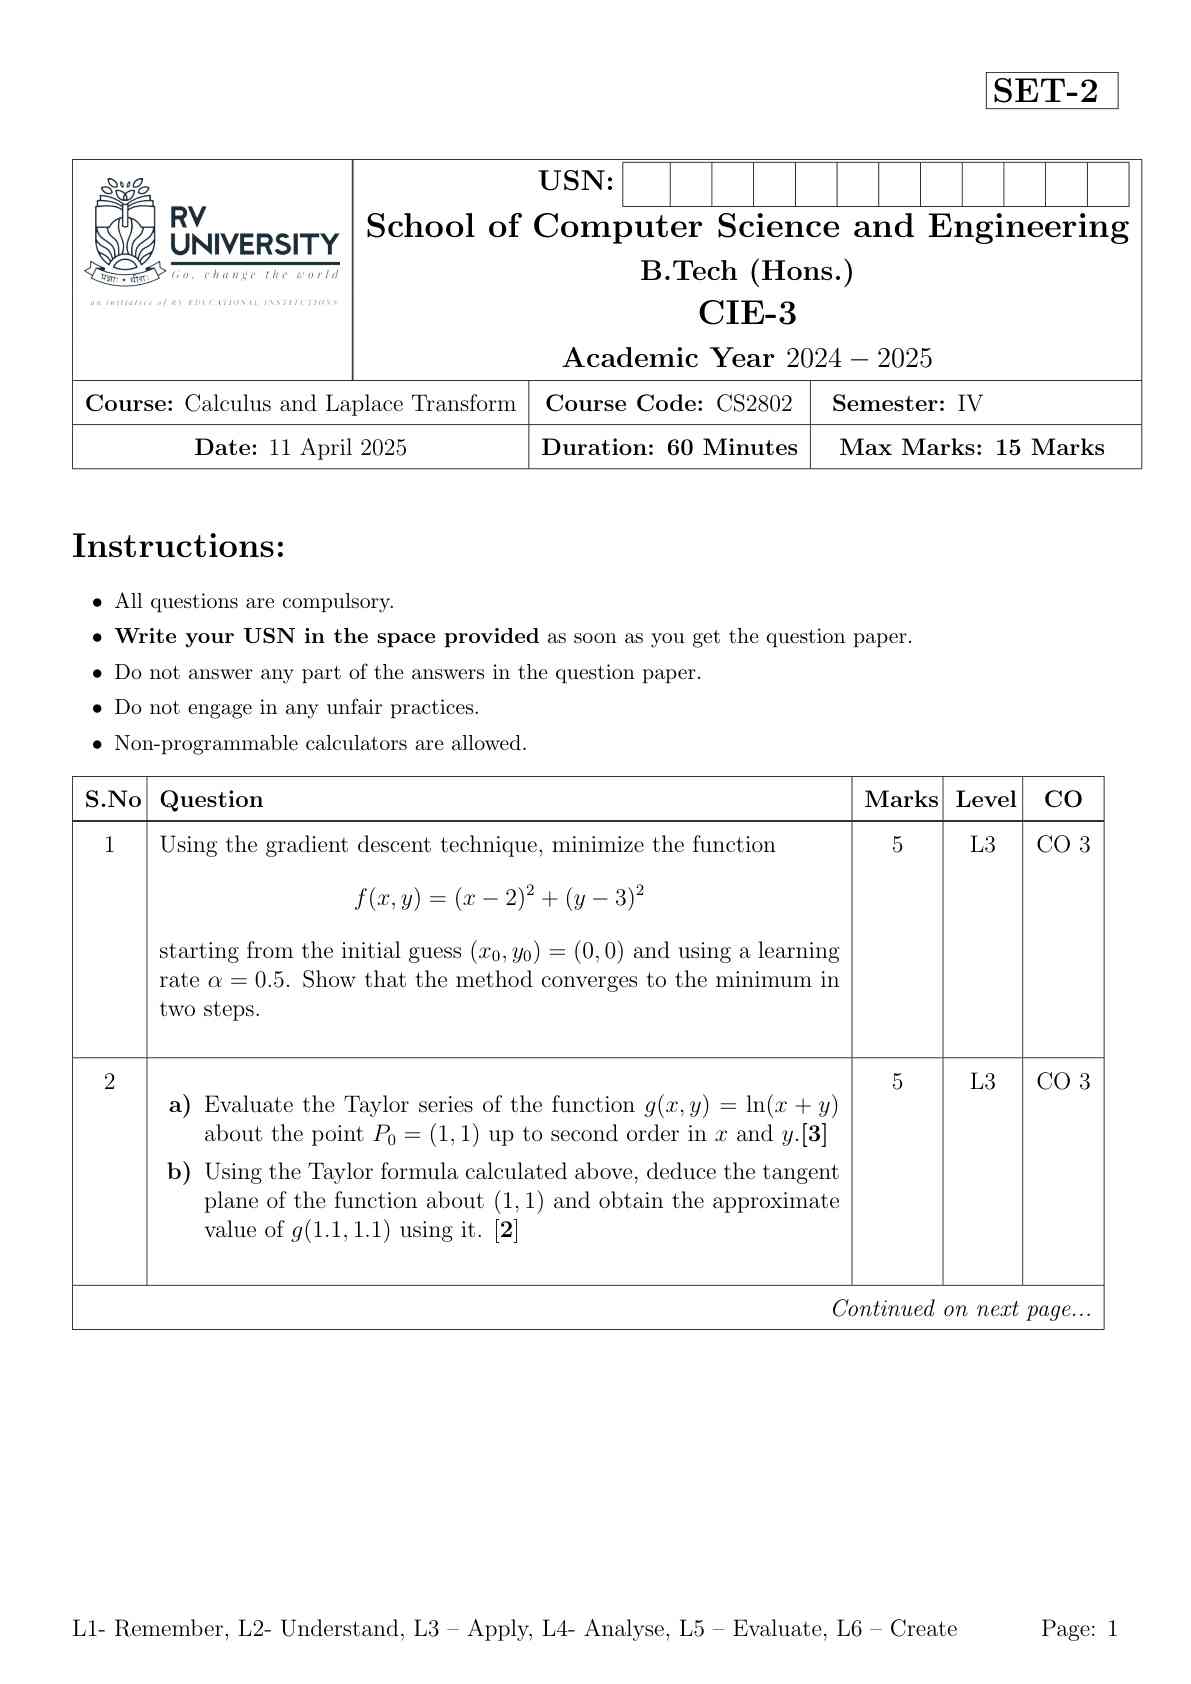 SET-2
USN:
RV
UNIVERSITY
Go, change the world
an initiative of RV EDUCATIONAL INSTITUTIONS
School of Computer Science and Engineering
B.Tech (Hons.)
CIE-3
Academic Year 2024 − 2025
Course: Calculus and Laplace Transform Course Code: CS2802 Semester: IV
Date: 11 April 2025 Duration: 60 Minutes Max Marks: 15 Marks
Instructions:
• All questions are compulsory.
• Write your USN in the space provided as soon as you get the question paper.
• Do not answer any part of the answers in the question paper.
• Do not engage in any unfair practices.
• Non-programmable calculators are allowed.
S.No Question Marks Level CO
1 Using the gradient descent technique, minimize the function 5 L3 CO 3
f(x, y) = (x − 2)² + (y − 3)²
starting from the initial guess (x₀, y₀) = (0, 0) and using a learning
rate α = 0.5. Show that the method converges to the minimum in
two steps.
2 5 L3 CO 3
a) Evaluate the Taylor series of the function g(x, y) = ln(x + y)
about the point P₀ = (1, 1) up to second order in x and y.[3]
b) Using the Taylor formula calculated above, deduce the tangent
plane of the function about (1, 1) and obtain the approximate
value of g(1.1, 1.1) using it. [2]
Continued on next page...
L1- Remember, L2- Understand, L3 – Apply, L4- Analyse, L5 – Evaluate, L6 – Create Page: 1